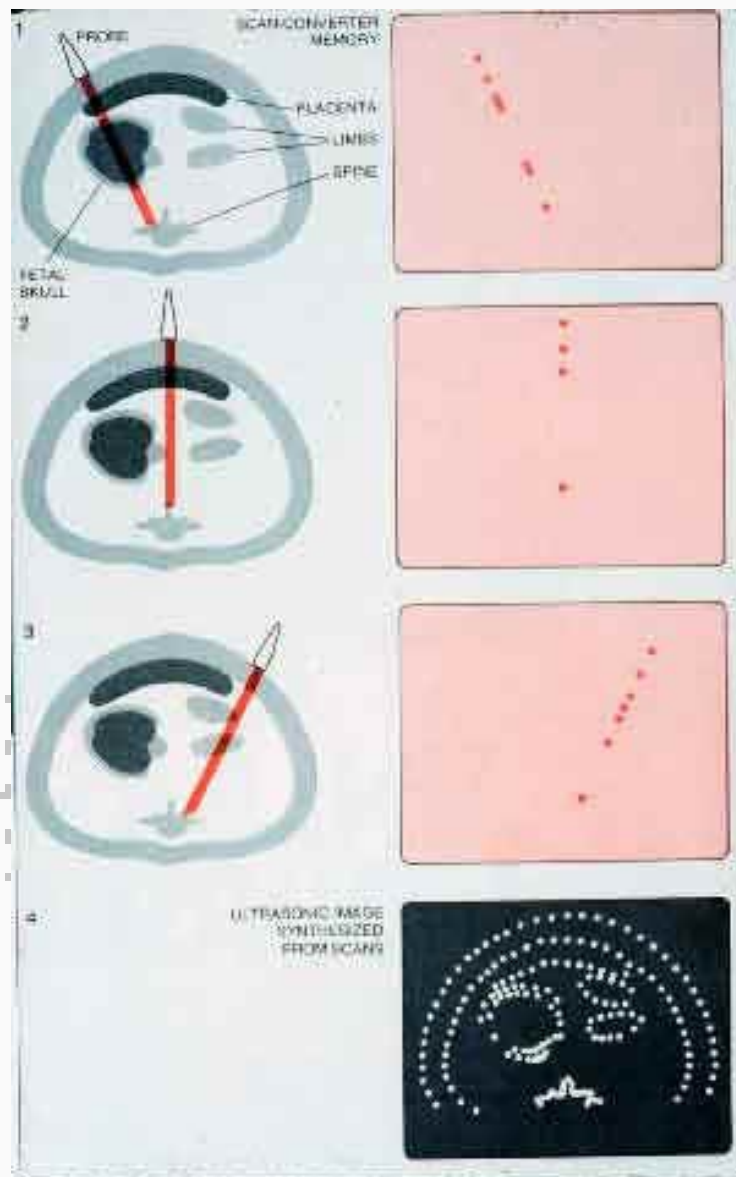 1
PROBE
SCAN-CONVERTER
MEMORY
PLACENTA
LIMBS
SPINE
FETAL
SKULL
2
3
4
ULTRASONIC IMAGE
SYNTHESIZED
FROM SCANS